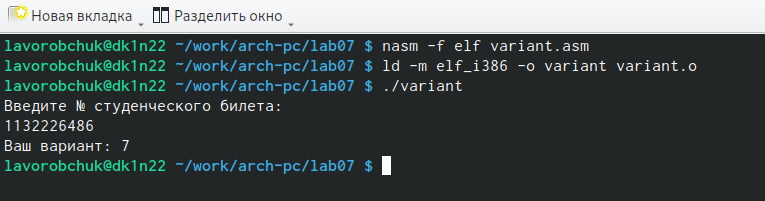 Новая вкладка Разделить окно
lavorobchuk@dk1n22 ~/work/arch-pc/lab07 $ nasm -f elf variant.asm
lavorobchuk@dk1n22 ~/work/arch-pc/lab07 $ ld -m elf_i386 -o variant variant.o
lavorobchuk@dk1n22 ~/work/arch-pc/lab07 $ ./variant
Введите № студенческого билета:
1132226486
Ваш вариант: 7
lavorobchuk@dk1n22 ~/work/arch-pc/lab07 $